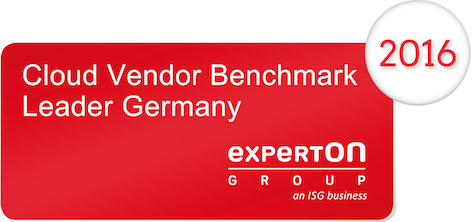 2016
Cloud Vendor Benchmark
Leader Germany
experton
GROUP
an ISG business